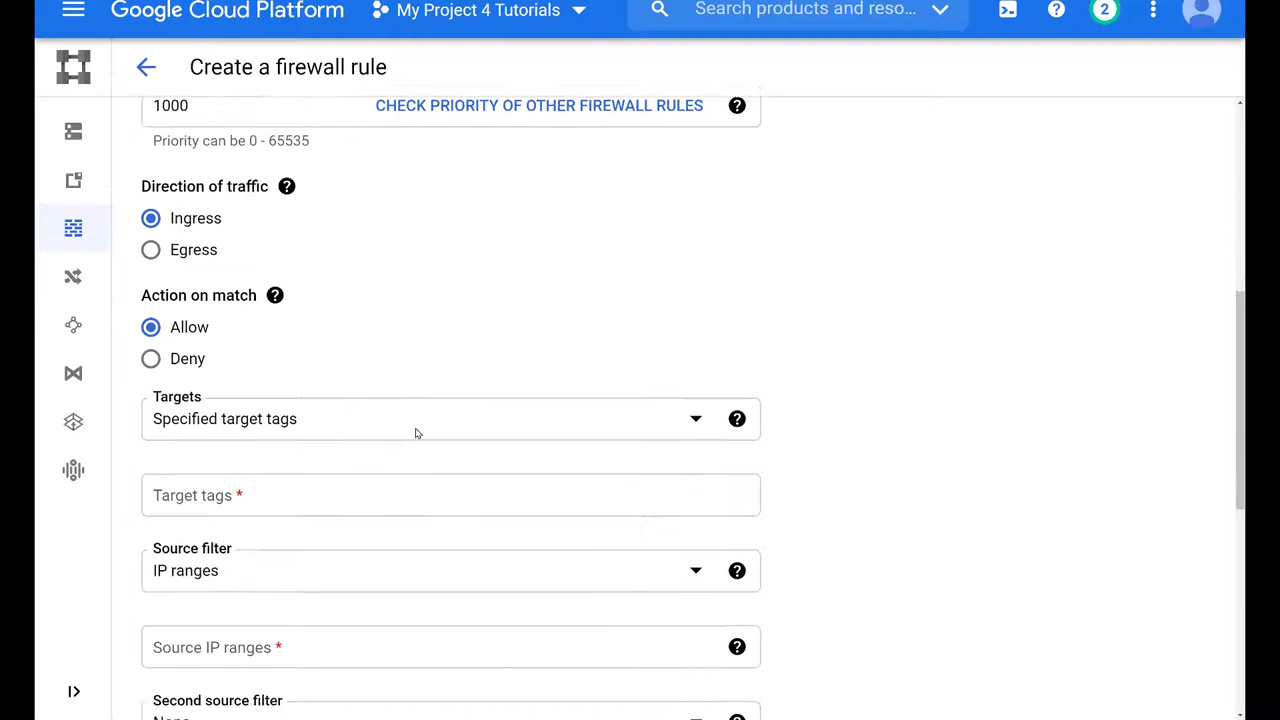 Google Cloud Platform
My Project 4 Tutorials
Search products and reso...
2
Create a firewall rule
1000
CHECK PRIORITY OF OTHER FIREWALL RULES
Priority can be 0 - 65535
Direction of traffic
Ingress
Egress
Action on match
Allow
Deny
Targets
Specified target tags
Target tags *
Source filter
IP ranges
Source IP ranges *
Second source filter
None